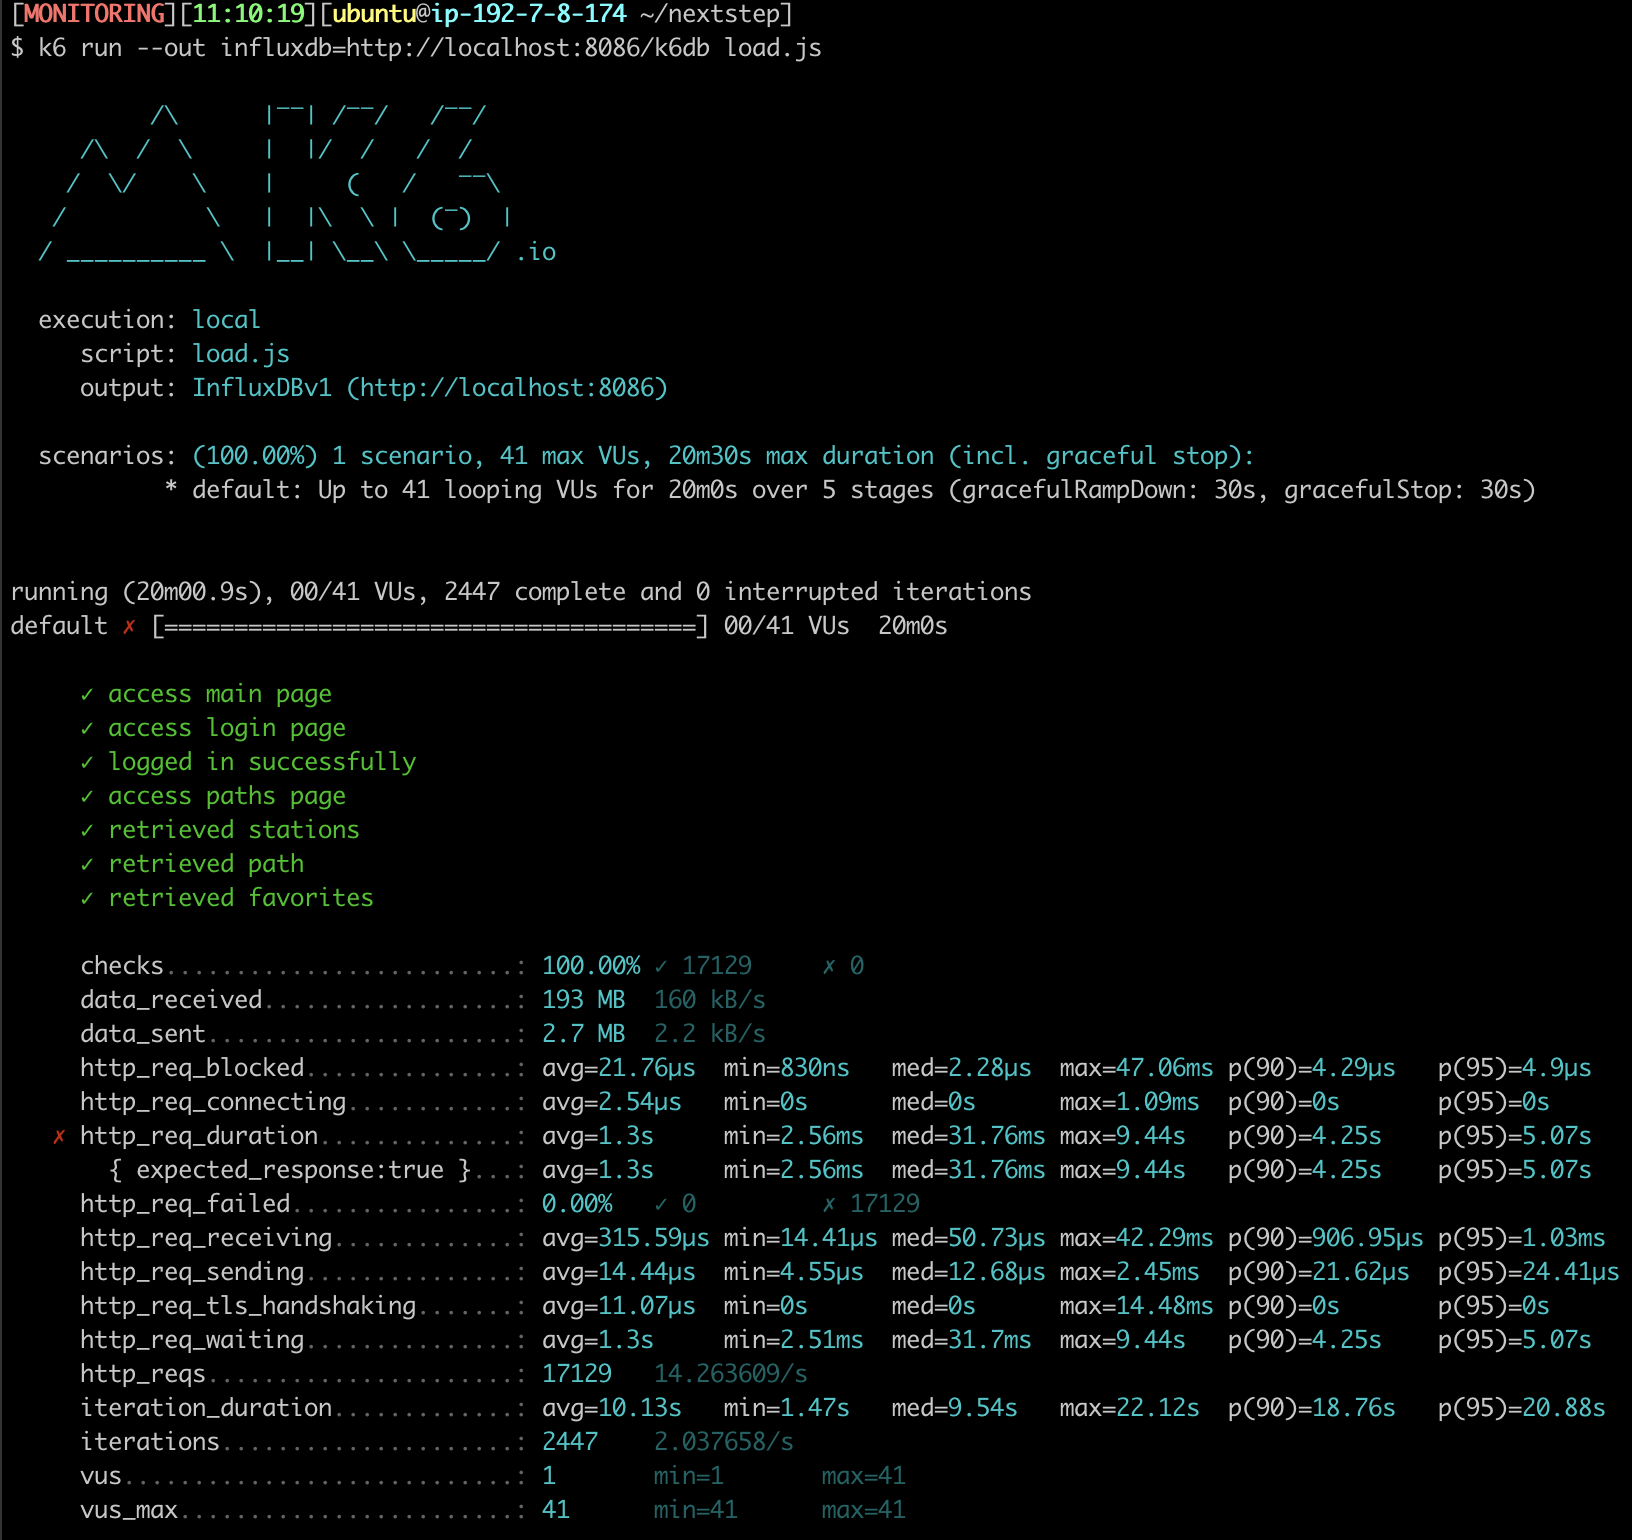 [MONITORING][11:10:19][ubuntu@ip-192-7-8-174 ~/nextstep]
$ k6 run --out influxdb=http://localhost:8086/k6db load.js
          /\      |‾‾| /‾‾/   /‾‾/
     /\  /  \     |  |/  /   /  /
    /  \/    \    |     (   /   ‾‾\
   /          \   |  |\  \ |  (‾)  |
  / __________ \  |__| \__\ \_____/ .io
execution: local
script: load.js
output: InfluxDBv1 (http://localhost:8086)
scenarios: (100.00%) 1 scenario, 41 max VUs, 20m30s max duration (incl. graceful stop):
* default: Up to 41 looping VUs for 20m0s over 5 stages (gracefulRampDown: 30s, gracefulStop: 30s)
running (20m00.9s), 00/41 VUs, 2447 complete and 0 interrupted iterations
default ✗ [======================================] 00/41 VUs  20m0s
✓ access main page
✓ access login page
✓ logged in successfully
✓ access paths page
✓ retrieved stations
✓ retrieved path
✓ retrieved favorites
checks.........................: 100.00% ✓ 17129     ✗ 0
data_received..................: 193 MB  160 kB/s
data_sent......................: 2.7 MB  2.2 kB/s
http_req_blocked...............: avg=21.76µs  min=830ns   med=2.28µs  max=47.06ms p(90)=4.29µs   p(95)=4.9µs
http_req_connecting............: avg=2.54µs   min=0s      med=0s      max=1.09ms  p(90)=0s       p(95)=0s
✗ http_req_duration..............: avg=1.3s     min=2.56ms  med=31.76ms max=9.44s   p(90)=4.25s    p(95)=5.07s
{ expected_response:true }...: avg=1.3s     min=2.56ms  med=31.76ms max=9.44s   p(90)=4.25s    p(95)=5.07s
http_req_failed................: 0.00%   ✓ 0         ✗ 17129
http_req_receiving.............: avg=315.59µs min=14.41µs med=50.73µs max=42.29ms p(90)=906.95µs p(95)=1.03ms
http_req_sending...............: avg=14.44µs  min=4.55µs  med=12.68µs max=2.45ms  p(90)=21.62µs  p(95)=24.41µs
http_req_tls_handshaking.......: avg=11.07µs  min=0s      med=0s      max=14.48ms p(90)=0s       p(95)=0s
http_req_waiting...............: avg=1.3s     min=2.51ms  med=31.7ms  max=9.44s   p(90)=4.25s    p(95)=5.07s
http_reqs......................: 17129   14.263609/s
iteration_duration.............: avg=10.13s   min=1.47s   med=9.54s   max=22.12s  p(90)=18.76s   p(95)=20.88s
iterations.....................: 2447    2.037658/s
vus............................: 1       min=1       max=41
vus_max........................: 41      min=41      max=41